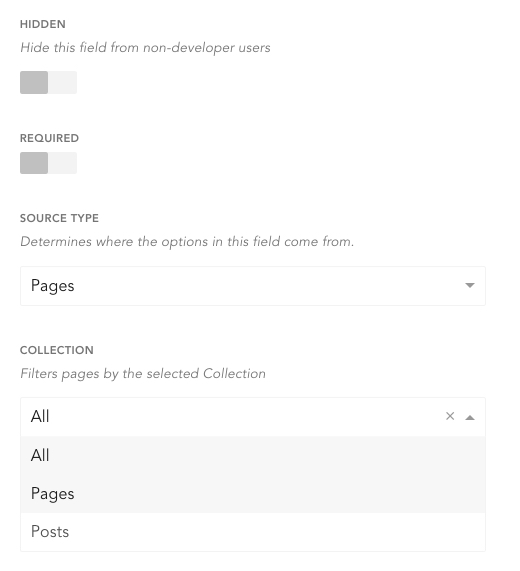 HIDDEN
Hide this field from non-developer users
REQUIRED
SOURCE TYPE
Determines where the options in this field come from.
Pages
COLLECTION
Filters pages by the selected Collection
All ×
All
Pages
Posts